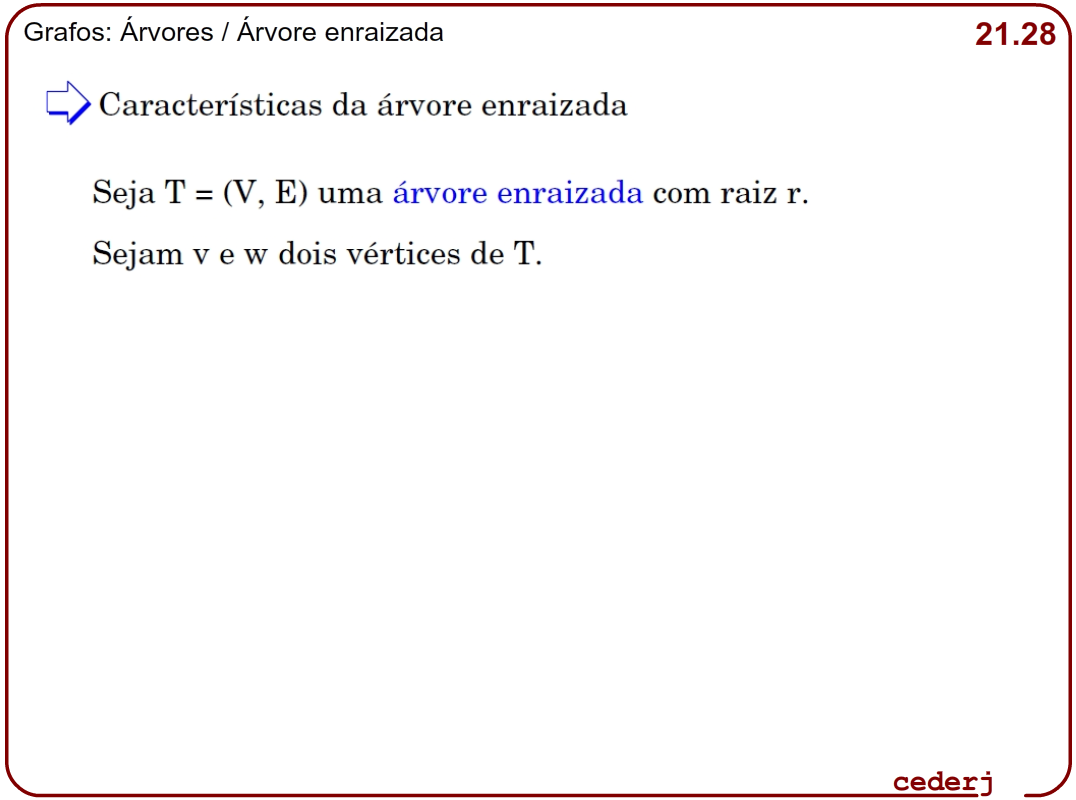 Grafos: Árvores / Árvore enraizada
21.28
Características da árvore enraizada
Seja T = (V, E) uma árvore enraizada com raiz r.
Sejam v e w dois vértices de T.
cederj